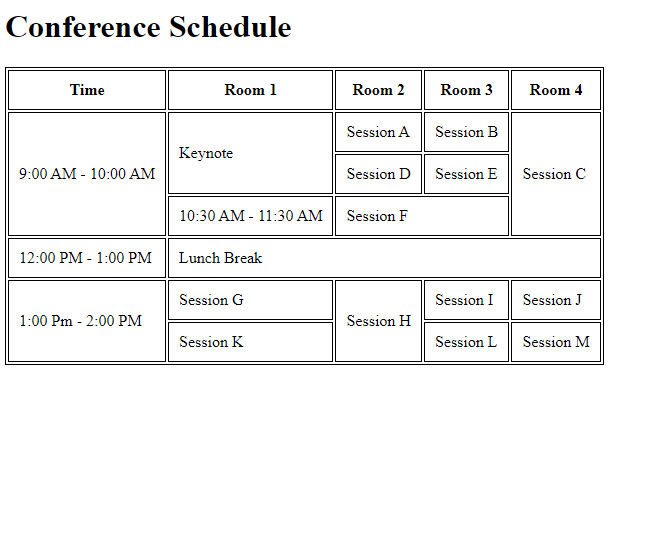 Conference Schedule
Time Room 1 Room 2 Room 3 Room 4
9:00 AM - 10:00 AM Keynote Session A Session B Session C
Session D Session E
10:30 AM - 11:30 AM Session F
12:00 PM - 1:00 PM Lunch Break
1:00 Pm - 2:00 PM Session G Session H Session I Session J
Session K Session L Session M